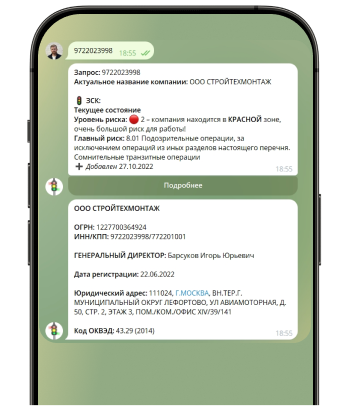 9722023998 18:55
Запрос: 9722023998
Актуальное название компании: ООО СТРОЙТЕХМОНТАЖ
ЗСК:
Текущее состояние
Уровень риска: 🔴 2 – компания находится в КРАСНОЙ зоне,
очень большой риск для работы!
Главный риск: 8.01 Подозрительные операции, за
исключением операций из иных разделов настоящего перечня.
Сомнительные транзитные операции
➕ Добавлен 27.10.2022
18:55
Подробнее
ООО СТРОЙТЕХМОНТАЖ
ОГРН: 1227700364924
ИНН/КПП: 9722023998/772201001
ГЕНЕРАЛЬНЫЙ ДИРЕКТОР: Барсуков Игорь Юрьевич
Дата регистрации: 22.06.2022
Юридический адрес: 111024, Г.МОСКВА, ВН.ТЕР.Г.
МУНИЦИПАЛЬНЫЙ ОКРУГ ЛЕФОРТОВО, УЛ АВИАМОТОРНАЯ, Д.
50, СТР. 2, ЭТАЖ 3, ПОМ./КОМ./ОФИС XIV/39/141
Код ОКВЭД: 43.29 (2014)
18:55